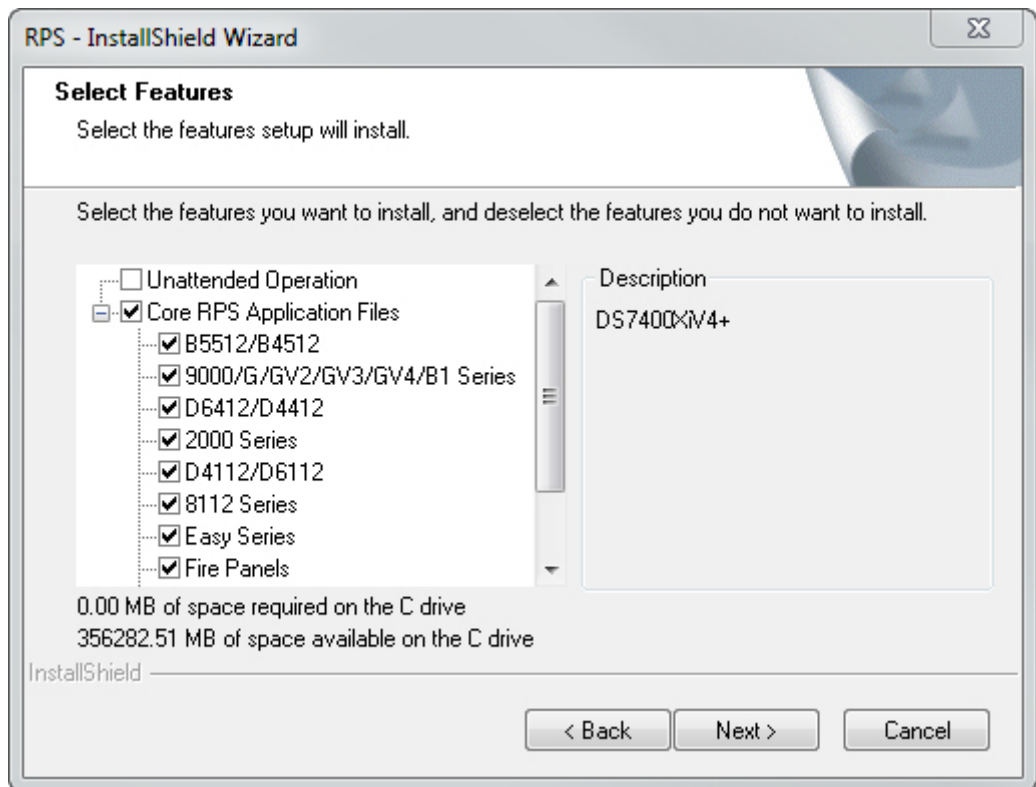 RPS - InstallShield Wizard
Select Features
Select the features setup will install.
Select the features you want to install, and deselect the features you do not want to install.
Unattended Operation
Core RPS Application Files
B5512/B4512
9000/G/GV2/GV3/GV4/B1 Series
D6412/D4412
2000 Series
D4112/D6112
8112 Series
Easy Series
Fire Panels
Description
DS7400XiV4+
0.00 MB of space required on the C drive
356282.51 MB of space available on the C drive
InstallShield
< Back
Next >
Cancel